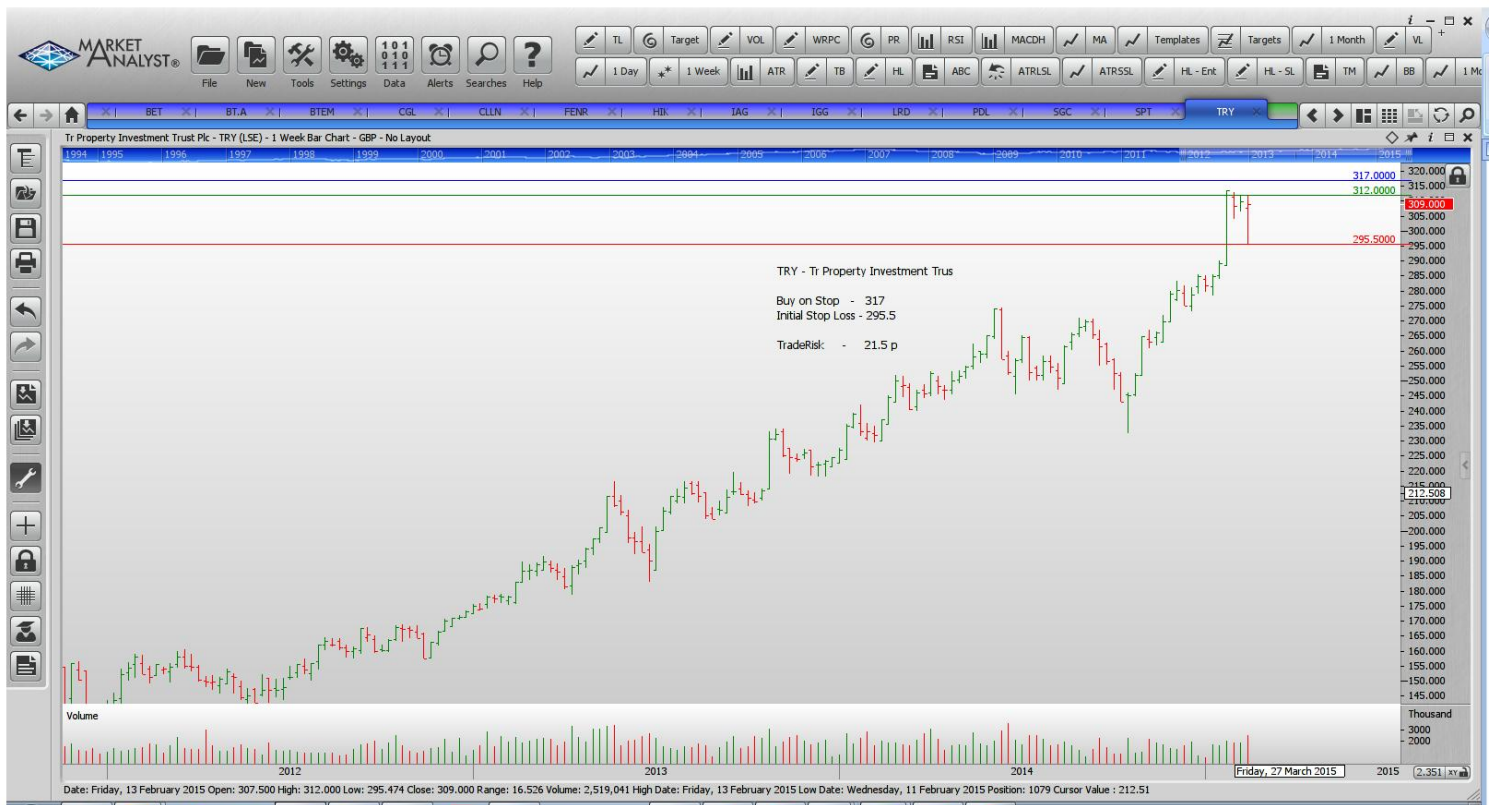 MARKET
ANALYST®
File New Tools Settings Data Alerts Searches Help
TL Target VOL WRPC PR RSI MACDH MA Templates Targets 1 Month VL
1 Day 1 Week ATR TB HL ABC ATRLSL ATRSSL HL - Ent HL - SL TM BB
BET BT.A BTEM CGL CLLN FENR HIK IAG IGG LRD PDL SGC SPT TRY
Tr Property Investment Trust Plc - TRY (LSE) - 1 Week Bar Chart - GBP - No Layout
1994 1995 1996 1997 1998 1999 2000 2001 2002 2003 2004 2005 2006 2007 2008 2009 2010 2011 2012 2013 2014 2015
320.000
317.0000
315.000
312.0000
309.000
305.000
300.000
295.5000
295.000
290.000
285.000
280.000
275.000
270.000
265.000
260.000
255.000
250.000
245.000
240.000
235.000
230.000
225.000
220.000
215.000
212.508
210.000
205.000
200.000
195.000
190.000
185.000
180.000
175.000
170.000
165.000
160.000
155.000
150.000
145.000
TRY - Tr Property Investment Trus
Buy on Stop - 317
Initial Stop Loss - 295.5
TradeRisk - 21.5 p
Volume
Thousand
3000
2000
2012 2013 2014 Friday, 27 March 2015 2015 2.351 XY
Date: Friday, 13 February 2015 Open: 307.500 High: 312.000 Low: 295.474 Close: 309.000 Range: 16.526 Volume: 2,519,041 High Date: Friday, 13 February 2015 Low Date: Wednesday, 11 February 2015 Position: 1079 Cursor Value : 212.51